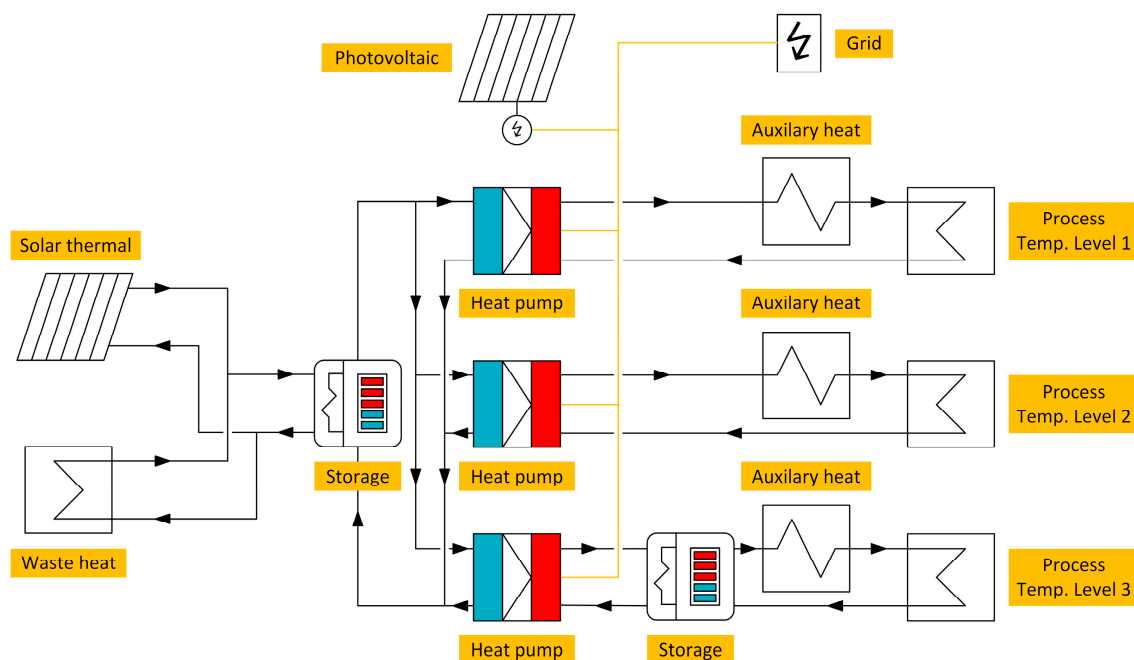 Photovoltaic
Grid
Auxilary heat
Solar thermal
Process
Temp. Level 1
Heat pump
Auxilary heat
Process
Temp. Level 2
Storage
Heat pump
Auxilary heat
Waste heat
Process
Temp. Level 3
Heat pump
Storage